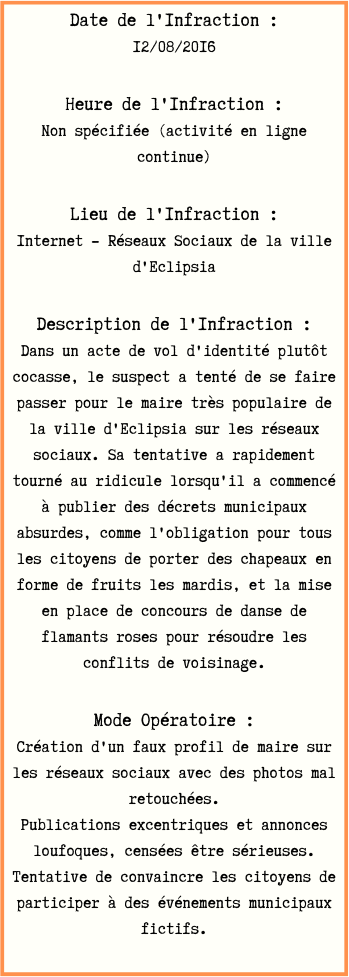 Date de l'Infraction :
12/08/2016
Heure de l'Infraction :
Non spécifiée (activité en ligne
continue)
Lieu de l'Infraction :
Internet - Réseaux Sociaux de la ville
d'Eclipsia
Description de l'Infraction :
Dans un acte de vol d'identité plutôt
cocasse, le suspect a tenté de se faire
passer pour le maire très populaire de
la ville d'Eclipsia sur les réseaux
sociaux. Sa tentative a rapidement
tourné au ridicule lorsqu'il a commencé
à publier des décrets municipaux
absurdes, comme l'obligation pour tous
les citoyens de porter des chapeaux en
forme de fruits les mardis, et la mise
en place de concours de danse de
flamants roses pour résoudre les
conflits de voisinage.
Mode Opératoire :
Création d'un faux profil de maire sur
les réseaux sociaux avec des photos mal
retouchées.
Publications excentriques et annonces
loufoques, censées être sérieuses.
Tentative de convaincre les citoyens de
participer à des événements municipaux
fictifs.